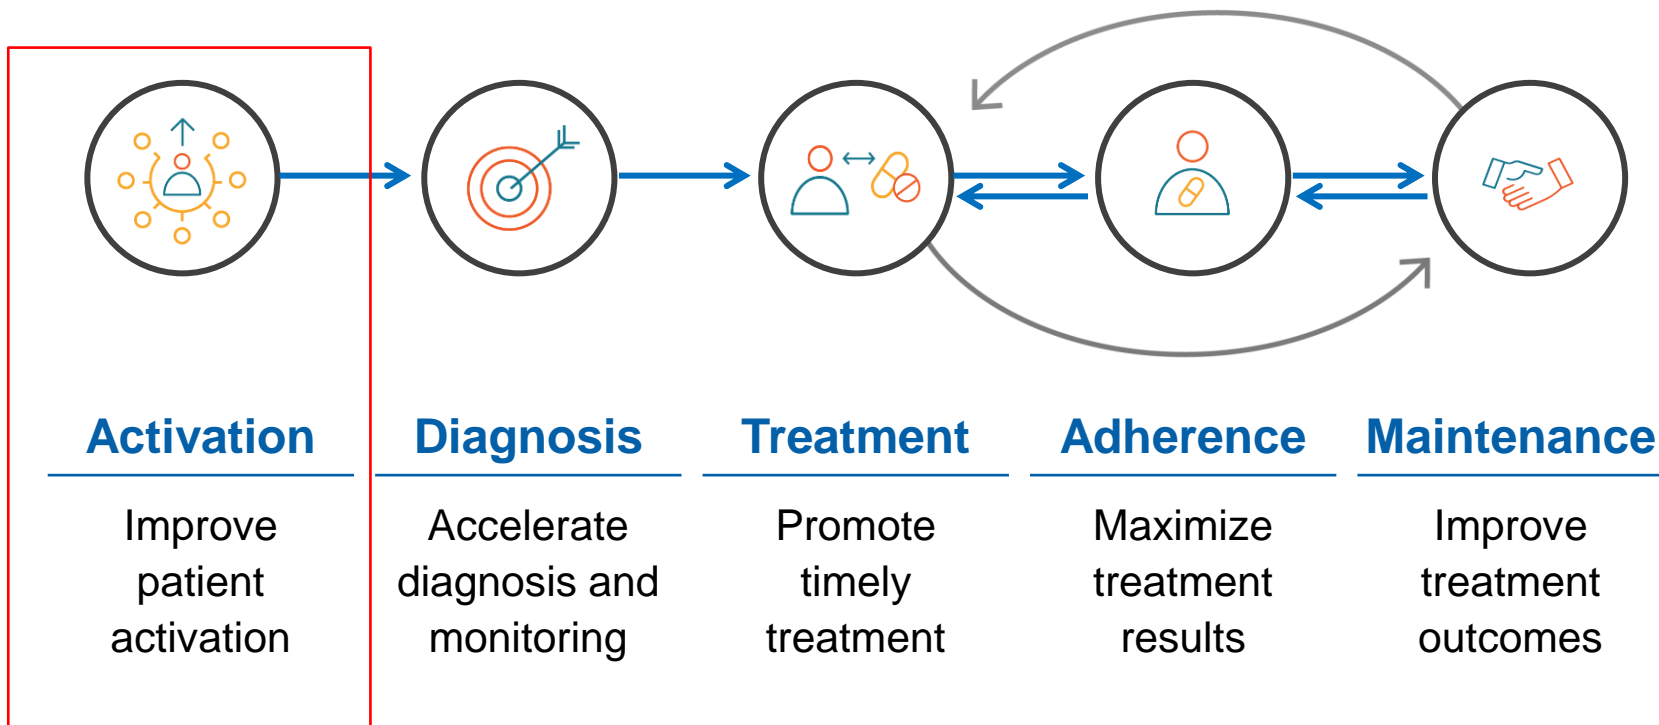 Activation
Improve
patient
activation
Diagnosis
Accelerate
diagnosis and
monitoring
Treatment
Promote
timely
treatment
Adherence
Maximize
treatment
results
Maintenance
Improve
treatment
outcomes